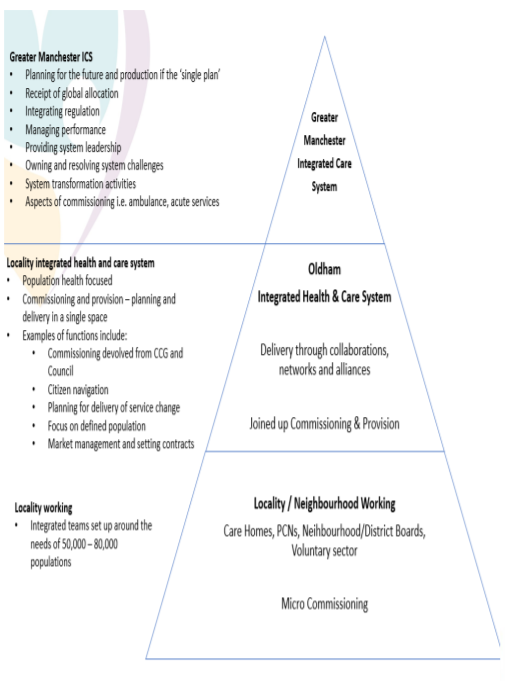 Greater Manchester ICS
• Planning for the future and production if the 'single plan'
• Receipt of global allocation
• Integrating regulation
• Managing performance
• Providing system leadership
• Owning and resolving system challenges
• System transformation activities
• Aspects of commissioning i.e. ambulance, acute services
Greater
Manchester
Integrated Care
System
Locality integrated health and care system
• Population health focused
• Commissioning and provision – planning and
delivery in a single space
• Examples of functions include:
• Commissioning devolved from CCG and
Council
• Citizen navigation
• Planning for delivery of service change
• Focus on defined population
• Market management and setting contracts
Oldham
Integrated Health & Care System
Delivery through collaborations,
networks and alliances
Joined up Commissioning & Provision
Locality working
• Integrated teams set up around the
needs of 50,000 – 80,000
populations
Locality / Neighbourhood Working
Care Homes, PCNs, Neihbourhood/District Boards,
Voluntary sector
Micro Commissioning